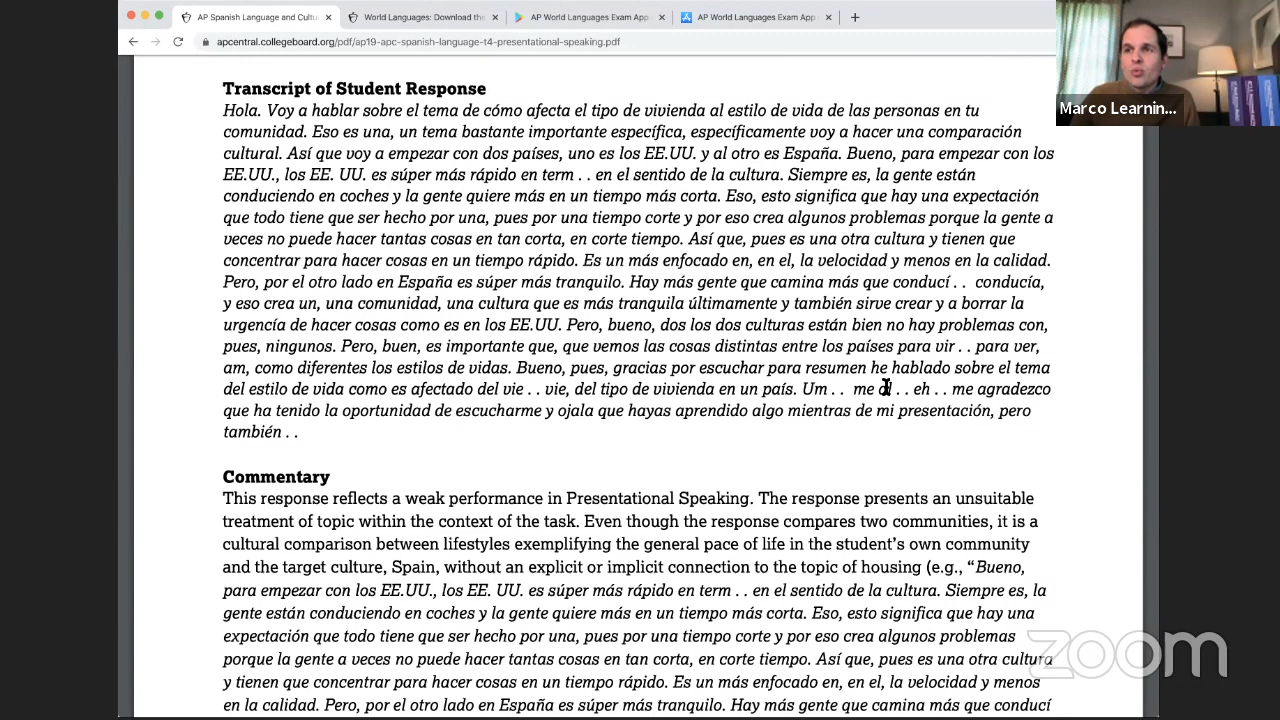 AP Spanish Language and Cultu
World Languages: Download the
AP World Languages Exam App
AP World Languages Exam App
apcentral.collegeboard.org/pdf/ap19-apc-spanish-language-t4-presentational-speaking.pdf
Marco Learnin...
Transcript of Student Response
Hola. Voy a hablar sobre el tema de cómo afecta el tipo de vivienda al estilo de vida de las personas en tu
comunidad. Eso es una, un tema bastante importante específica, específicamente voy a hacer una comparación
cultural. Así que voy a empezar con dos países, uno es los EE.UU. y al otro es España. Bueno, para empezar con los
EE.UU., los EE. UU. es súper más rápido en term . . en el sentido de la cultura. Siempre es, la gente están
conduciendo en coches y la gente quiere más en un tiempo más corta. Eso, esto significa que hay una expectación
que todo tiene que ser hecho por una, pues por una tiempo corte y por eso crea algunos problemas porque la gente a
veces no puede hacer tantas cosas en tan corta, en corte tiempo. Así que, pues es una otra cultura y tienen que
concentrar para hacer cosas en un tiempo rápido. Es un más enfocado en, en el, la velocidad y menos en la calidad.
Pero, por el otro lado en España es súper más tranquilo. Hay más gente que camina más que conducí . . conducía,
y eso crea un, una comunidad, una cultura que es más tranquila últimamente y también sirve crear y a borrar la
urgencía de hacer cosas como es en los EE.UU. Pero, bueno, dos los dos culturas están bien no hay problemas con,
pues, ningunos. Pero, buen, es importante que, que vemos las cosas distintas entre los países para vir . . para ver,
am, como diferentes los estilos de vidas. Bueno, pues, gracias por escuchar para resumen he hablado sobre el tema
del estilo de vida como es afectado del vie . . vie, del tipo de vivienda en un país. Um . . me al . . eh . . me agradezco
que ha tenido la oportunidad de escucharme y ojala que hayas aprendido algo mientras de mi presentación, pero
también . .
Commentary
This response reflects a weak performance in Presentational Speaking. The response presents an unsuitable
treatment of topic within the context of the task. Even though the response compares two communities, it is a
cultural comparison between lifestyles exemplifying the general pace of life in the student's own community
and the target culture, Spain, without an explicit or implicit connection to the topic of housing (e.g., "Bueno,
para empezar con los EE.UU., los EE. UU. es súper más rápido en term . . en el sentido de la cultura. Siempre es, la
gente están conduciendo en coches y la gente quiere más en un tiempo más corta. Eso, esto significa que hay una
expectación que todo tiene que ser hecho por una, pues por una tiempo corte y por eso crea algunos problemas
porque la gente a veces no puede hacer tantas cosas en tan corta, en corte tiempo. Así que, pues es una otra cultura
y tienen que concentrar para hacer cosas en un tiempo rápido. Es un más enfocado en, en el, la velocidad y menos
en la calidad. Pero, por el otro lado en España es súper más tranquilo. Hay más gente que camina más que conducí
zoom